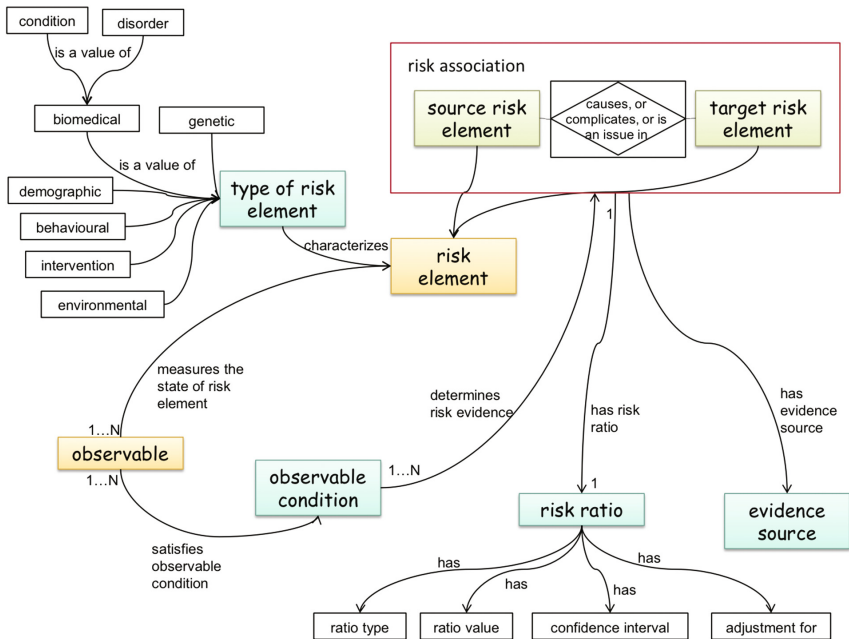 condition
disorder
is a value of
biomedical
genetic
is a value of
demographic
behavioural
intervention
environmental
type of risk
element
characterizes
risk association
source risk
element
causes, or
complicates, or is
an issue in
target risk
element
risk
element
1
measures the
state of risk
element
determines
risk evidence
has risk
ratio
has
evidence
source
1...N
observable
1...N
observable
condition
1...N
satisfies
observable
condition
1
risk ratio
evidence
source
has
has
has
has
ratio type
ratio value
confidence interval
adjustment for